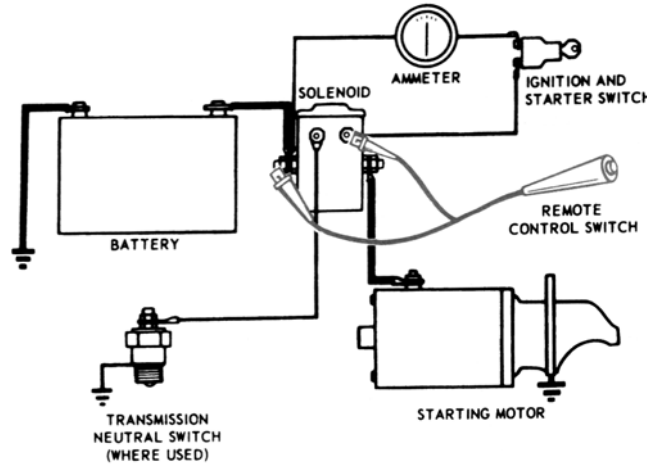 AMMETER
IGNITION AND
STARTER SWITCH
SOLENOID
BATTERY
REMOTE
CONTROL SWITCH
TRANSMISSION
NEUTRAL SWITCH
(WHERE USED)
STARTING MOTOR